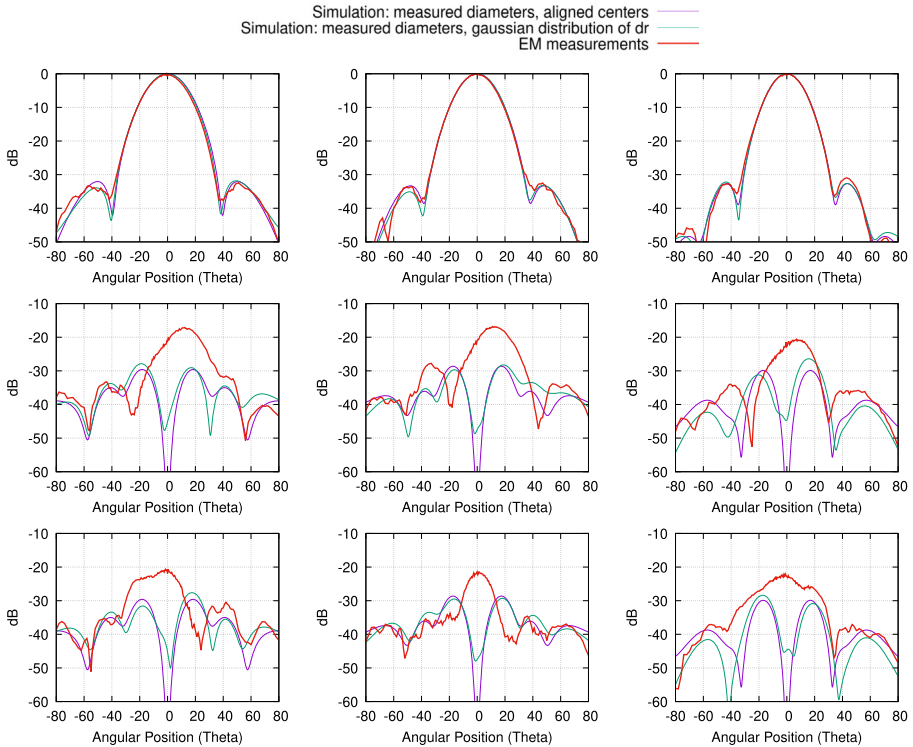 Simulation: measured diameters, aligned centers
Simulation: measured diameters, gaussian distribution of dr
EM measurements
0 0 0
-10 -10 -10
-20 -20 -20
dB dB dB
-30 -30 -30
-40 -40 -40
-50 -50 -50
-80 -60 -40 -20 0 20 40 60 80 -80 -60 -40 -20 0 20 40 60 80 -80 -60 -40 -20 0 20 40 60 80
Angular Position (Theta) Angular Position (Theta) Angular Position (Theta)
-10 -10 -10
-20 -20 -20
-30 -30 -30
dB dB dB
-40 -40 -40
-50 -50 -50
-60 -60 -60
-80 -60 -40 -20 0 20 40 60 80 -80 -60 -40 -20 0 20 40 60 80 -80 -60 -40 -20 0 20 40 60 80
Angular Position (Theta) Angular Position (Theta) Angular Position (Theta)
-10 -10 -10
-20 -20 -20
-30 -30 -30
dB dB dB
-40 -40 -40
-50 -50 -50
-60 -60 -60
-80 -60 -40 -20 0 20 40 60 80 -80 -60 -40 -20 0 20 40 60 80 -80 -60 -40 -20 0 20 40 60 80
Angular Position (Theta) Angular Position (Theta) Angular Position (Theta)